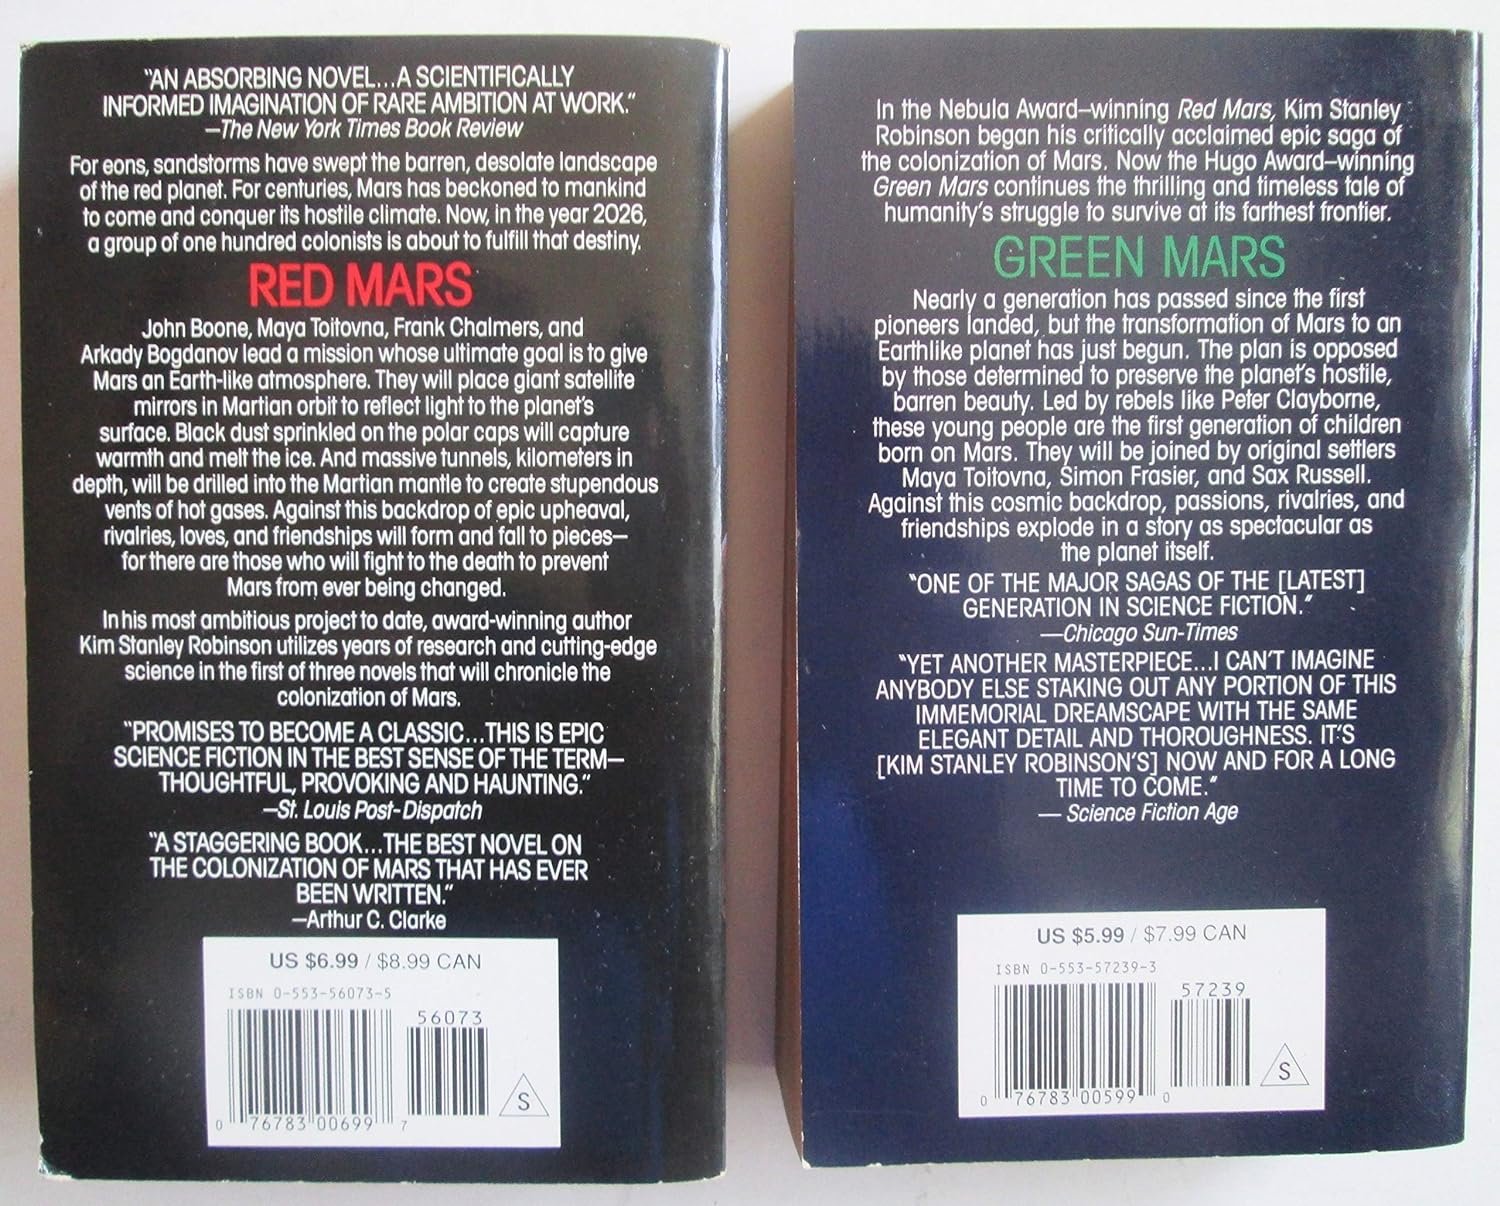 "AN ABSORBING NOVEL...A SCIENTIFICALLY
INFORMED IMAGINATION OF RARE AMBITION AT WORK."
—The New York Times Book Review
For eons, sandstorms have swept the barren, desolate landscape
of the red planet. For centuries, Mars has beckoned to mankind
to come and conquer its hostile climate. Now, in the year 2026,
a group of one hundred colonists is about to fulfill that destiny.
RED MARS
John Boone, Maya Toitovna, Frank Chalmers, and
Arkady Bogdanov lead a mission whose ultimate goal is to give
Mars an Earth-like atmosphere. They will place giant satellite
mirrors in Martian orbit to reflect light to the planet's
surface. Black dust sprinkled on the polar caps will capture
warmth and melt the ice. And massive tunnels, kilometers in
depth, will be drilled into the Martian mantle to create stupendous
vents of hot gases. Against this backdrop of epic upheaval,
rivalries, loves, and friendships will form and fall to pieces—
for there are those who will fight to the death to prevent
Mars from ever being changed.
In his most ambitious project to date, award-winning author
Kim Stanley Robinson utilizes years of research and cutting-edge
science in the first of three novels that will chronicle the
colonization of Mars.
"PROMISES TO BECOME A CLASSIC...THIS IS EPIC
SCIENCE FICTION IN THE BEST SENSE OF THE TERM—
THOUGHTFUL, PROVOKING AND HAUNTING."
—St. Louis Post-Dispatch
"A STAGGERING BOOK...THE BEST NOVEL ON
THE COLONIZATION OF MARS THAT HAS EVER
BEEN WRITTEN."
—Arthur C. Clarke
US $6.99 / $8.99 CAN
ISBN 0-553-56073-5
56073
S
0 76783 00699 7
In the Nebula Award–winning Red Mars, Kim Stanley
Robinson began his critically acclaimed epic saga of
the colonization of Mars. Now the Hugo Award–winning
Green Mars continues the thrilling and timeless tale of
humanity's struggle to survive at its farthest frontier.
GREEN MARS
Nearly a generation has passed since the first
pioneers landed, but the transformation of Mars to an
Earthlike planet has just begun. The plan is opposed
by those determined to preserve the planet's hostile,
barren beauty. Led by rebels like Peter Clayborne,
these young people are the first generation of children
born on Mars. They will be joined by original settlers
Maya Toitovna, Simon Frasier, and Sax Russell.
Against this cosmic backdrop, passions, rivalries, and
friendships explode in a story as spectacular as
the planet itself.
"ONE OF THE MAJOR SAGAS OF THE [LATEST]
GENERATION IN SCIENCE FICTION."
—Chicago Sun-Times
"YET ANOTHER MASTERPIECE...I CAN'T IMAGINE
ANYBODY ELSE STAKING OUT ANY PORTION OF THIS
IMMEMORIAL DREAMSCAPE WITH THE SAME
ELEGANT DETAIL AND THOROUGHNESS. IT'S
[KIM STANLEY ROBINSON'S] NOW AND FOR A LONG
TIME TO COME."
— Science Fiction Age
US $5.99 / $7.99 CAN
ISBN 0-553-57239-3
57239
S
0 76783 00599 0